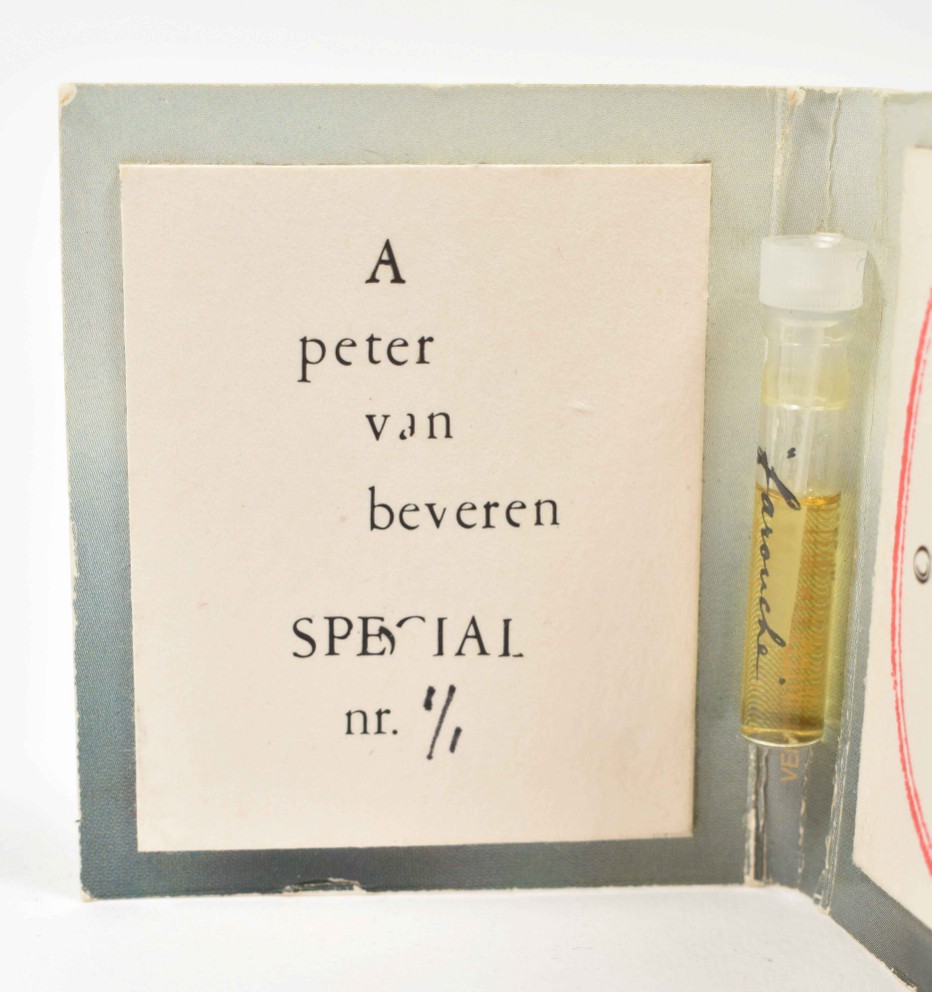 A
peter
van
beveren
SPECIAL
nr. 1/1
"Farouche"